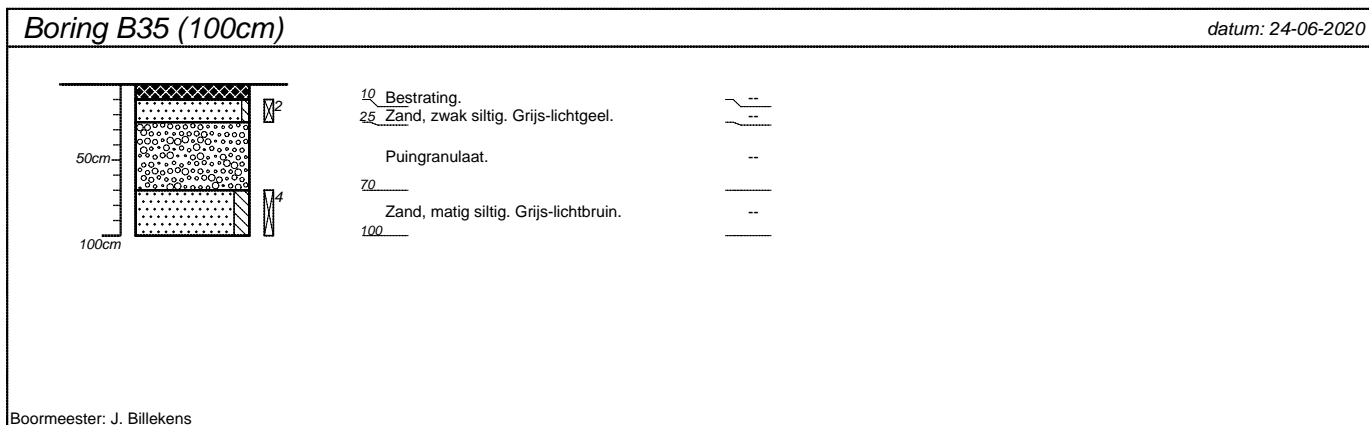 Boring B35 (100cm)
datum: 24-06-2020
10 Bestrating. --
2
25 Zand, zwak siltig. Grijs-lichtgeel. --
50cm
Puingranulaat. --
70
4
Zand, matig siltig. Grijs-lichtbruin. --
100
100cm
Boormeester: J. Billekens